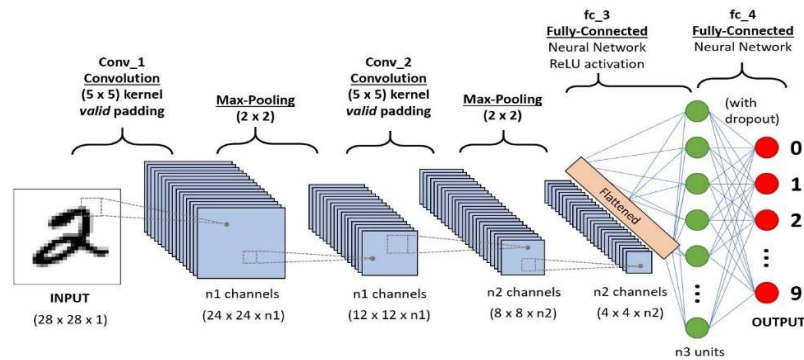 Conv_1
Convolution
(5 x 5) kernel
valid padding
Max-Pooling
(2 x 2)
Conv_2
Convolution
(5 x 5) kernel
valid padding
Max-Pooling
(2 x 2)
fc_3
Fully-Connected
Neural Network
ReLU activation
fc_4
Fully-Connected
Neural Network
(with
dropout)
Flattened
0
1
2
...
9
...
2
INPUT
(28 x 28 x 1)
n1 channels
(24 x 24 x n1)
n1 channels
(12 x 12 x n1)
n2 channels
(8 x 8 x n2)
n2 channels
(4 x 4 x n2)
OUTPUT
n3 units